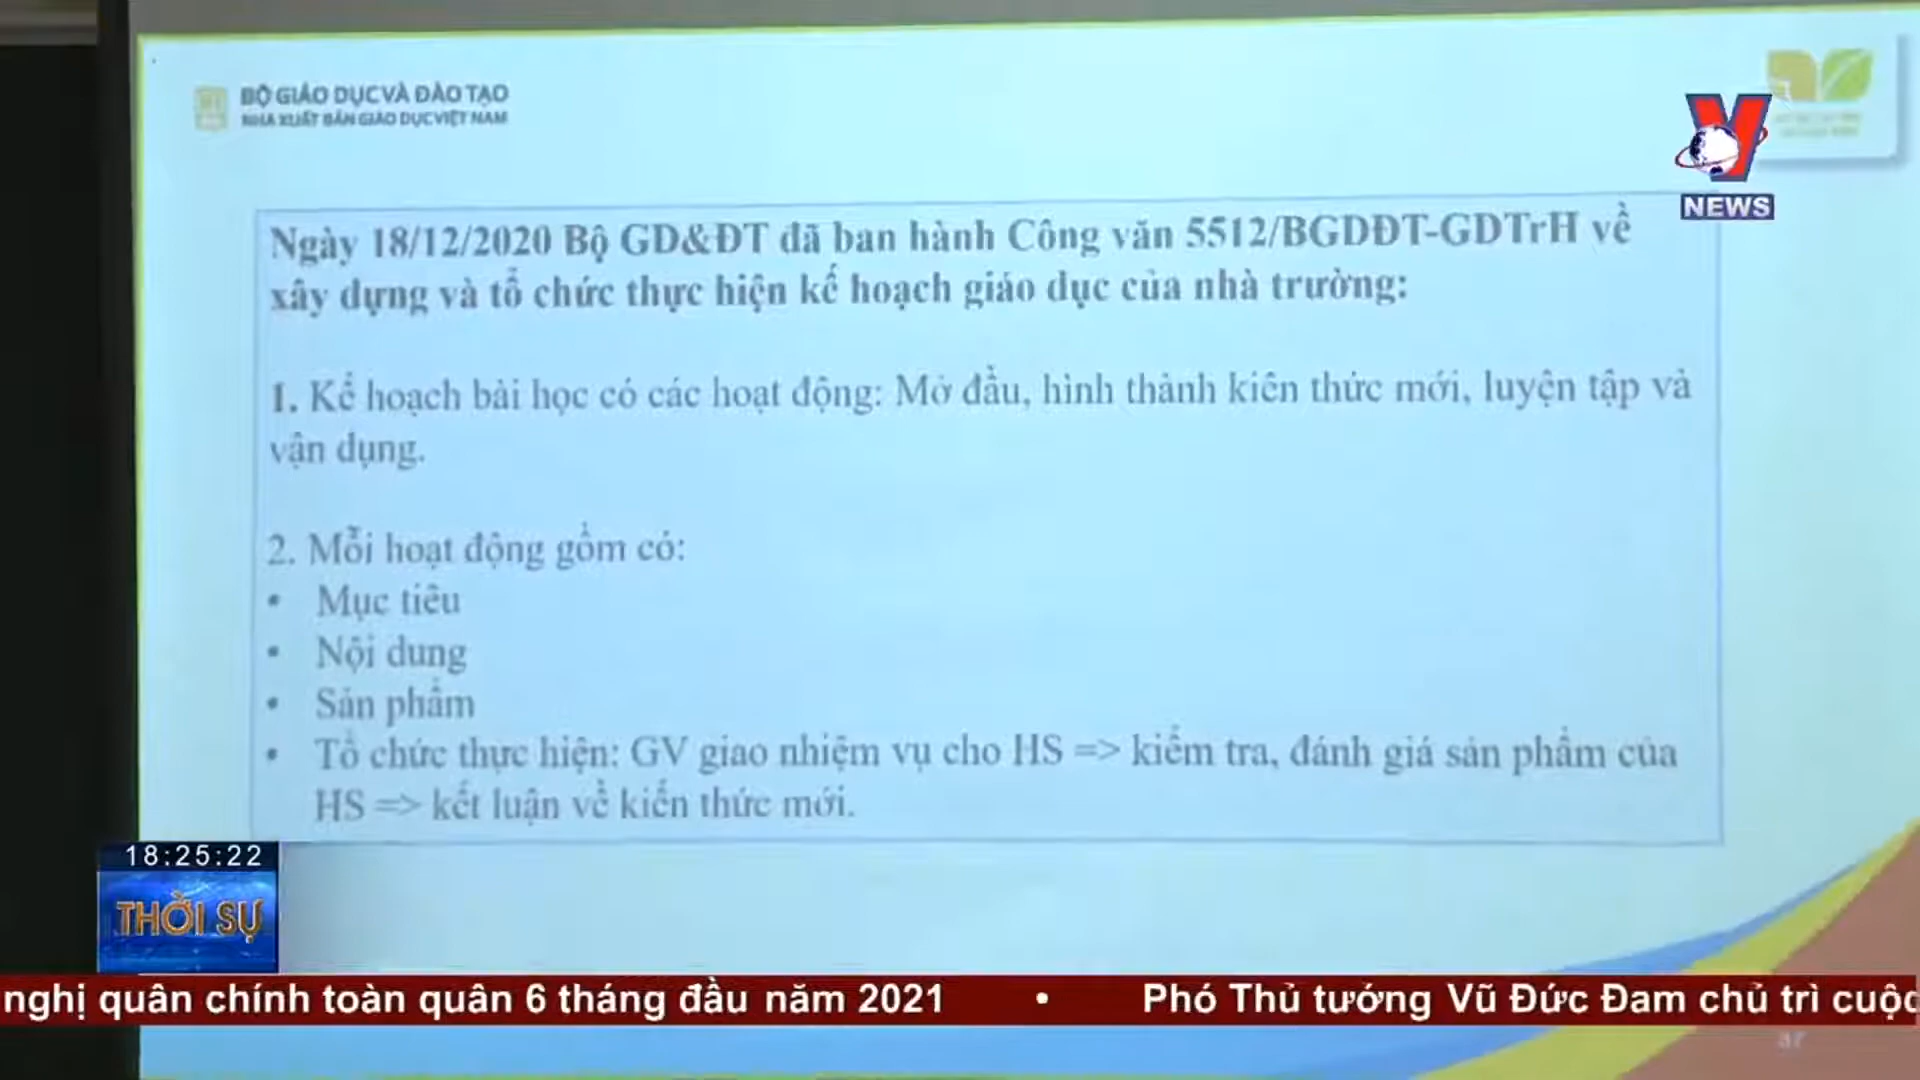 BỘ GIÁO DỤC VÀ ĐÀO TẠO
NHÀ XUẤT BẢN GIÁO DỤC VIỆT NAM
NEWS
Ngày 18/12/2020 Bộ GD&ĐT đã ban hành Công văn 5512/BGDĐT-GDTrH về
xây dựng và tổ chức thực hiện kế hoạch giáo dục của nhà trường:
1. Kế hoạch bài học có các hoạt động: Mở đầu, hình thành kiến thức mới, luyện tập và
vận dụng.
2. Mỗi hoạt động gồm có:
• Mục tiêu
• Nội dung
• Sản phẩm
• Tổ chức thực hiện: GV giao nhiệm vụ cho HS => kiểm tra, đánh giá sản phẩm của
HS => kết luận về kiến thức mới.
18:25:22
THỜI SỰ
nghị quân chính toàn quân 6 tháng đầu năm 2021 • Phó Thủ tướng Vũ Đức Đam chủ trì cuộc